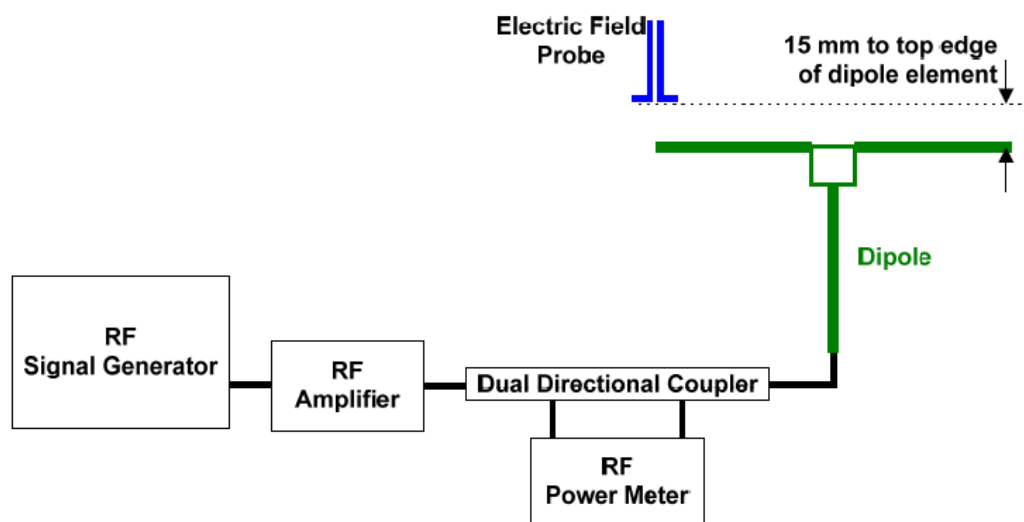 Electric Field
Probe
15 mm to top edge
of dipole element
Dipole
RF
Signal Generator
RF
Amplifier
Dual Directional Coupler
RF
Power Meter